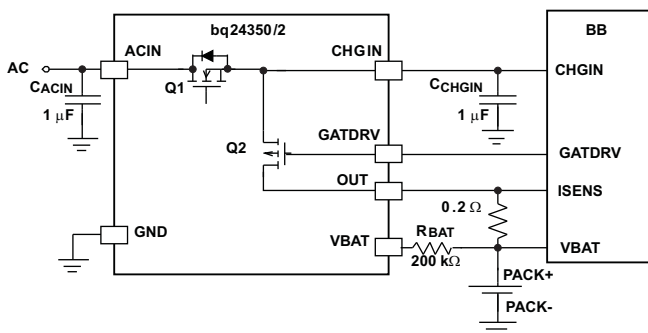 bq24350/2
BB
AC
ACIN
CHGIN
CHGIN
CACIN
1 μF
Q1
CCHGIN
1 μF
GATDRV
GATDRV
Q2
OUT
ISENS
0.2 Ω
GND
VBAT
RBAT
200 kΩ
VBAT
PACK+
PACK-